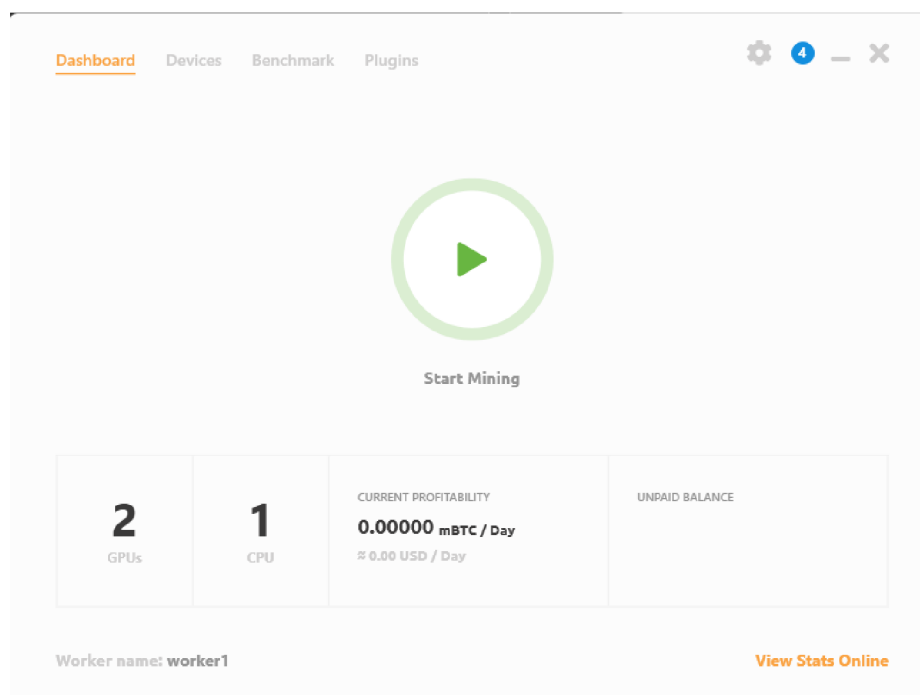 Dashboard Devices Benchmark Plugins 4
Start Mining
2 1 CURRENT PROFITABILITY UNPAID BALANCE
GPUs CPU 0.00000 mBTC / Day
≈ 0.00 USD / Day
Worker name: worker1 View Stats Online